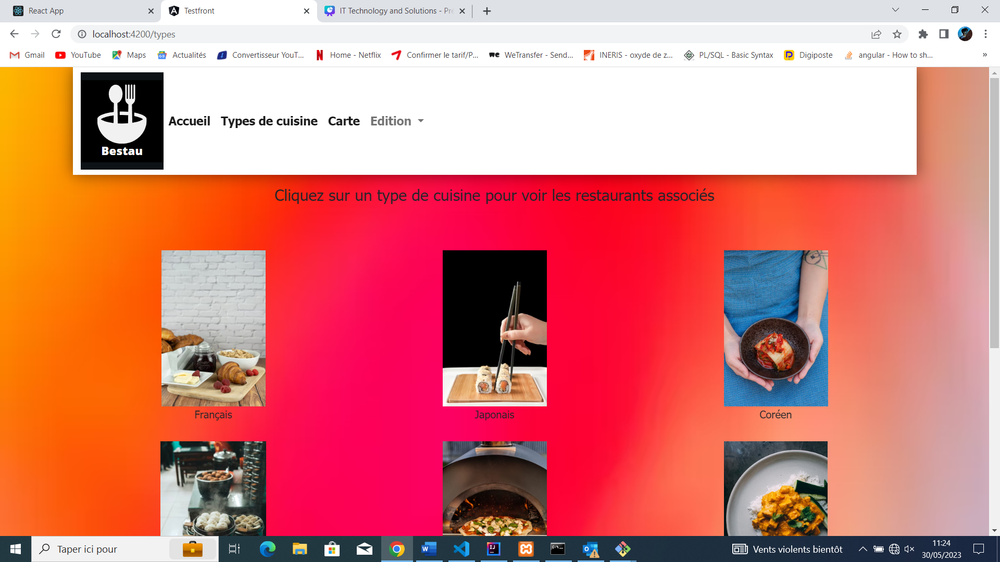 React App
Testfront
IT Technology and Solutions - Pre
localhost:4200/types
Gmail
YouTube
Maps
Actualités
Convertisseur YouT...
Home - Netflix
Confirmer le tarif/P...
WeTransfer - Send...
INERIS - oxyde de z...
PL/SQL - Basic Syntax
Digiposte
angular - How to sh...
»
Bestau
Accueil
Types de cuisine
Carte
Edition
Cliquez sur un type de cuisine pour voir les restaurants associés
Français
Japonais
Coréen
Taper ici pour
Vents violents bientôt
11:24
30/05/2023